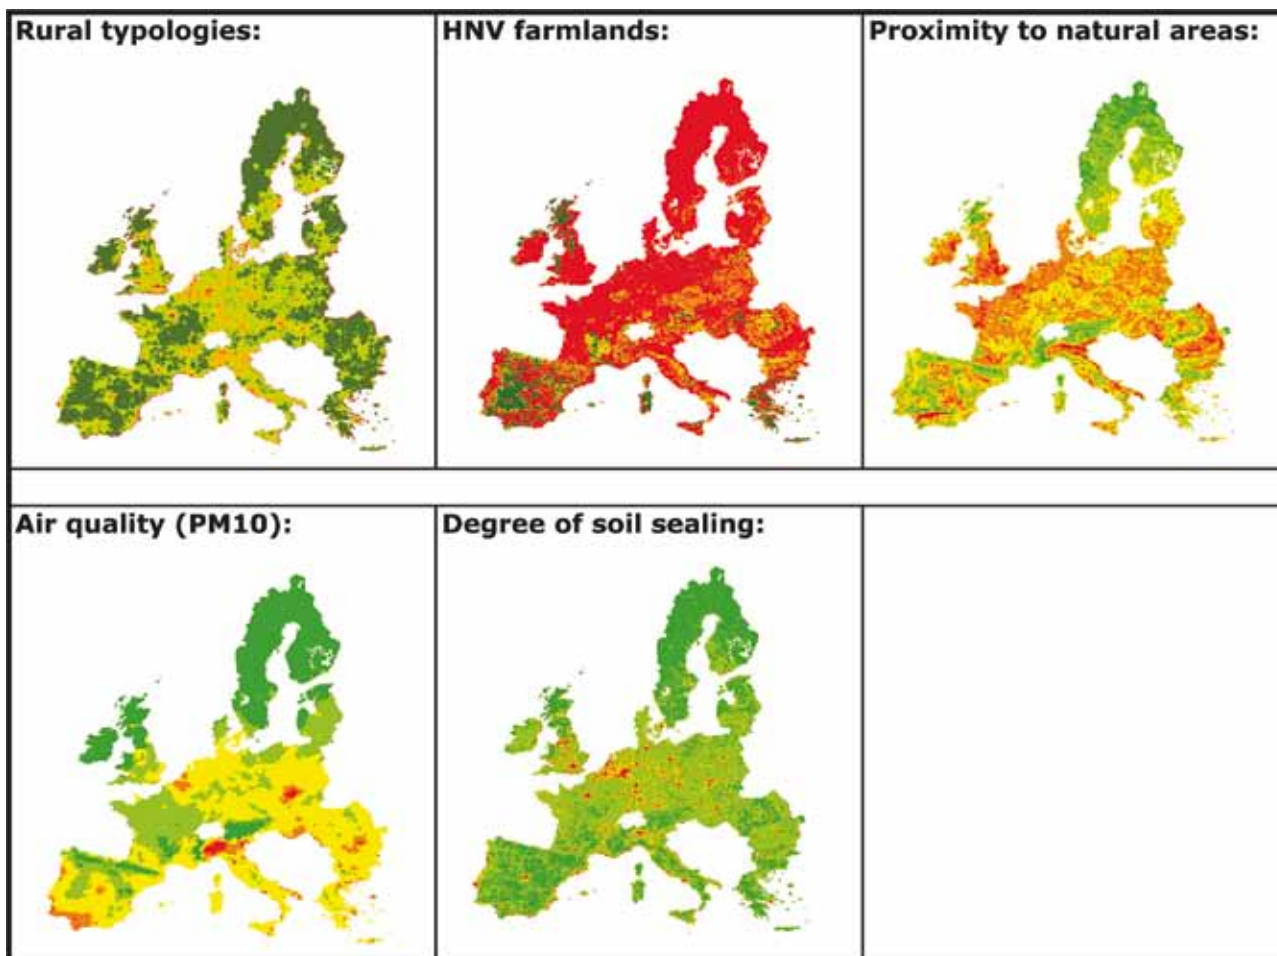 Rural typologies:
HNV farmlands:
Proximity to natural areas:
Air quality (PM10):
Degree of soil sealing: